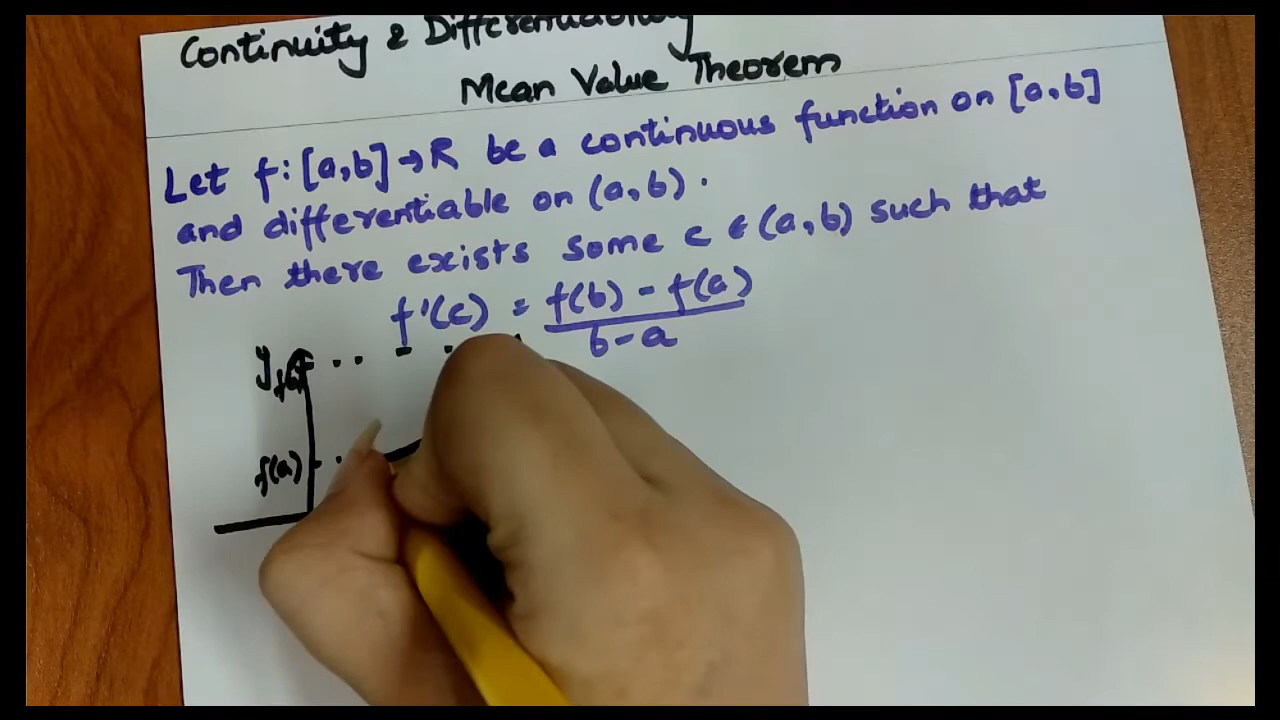 Continuity & Differentiability
Mean Value Theorem
Let f:[a,b]→R be a continuous function on [a,b]
and differentiable on (a,b).
Then there exists some c ∈ (a,b) such that
f'(c) = f(b) - f(a)
b-a
y
f(b)
f(a)